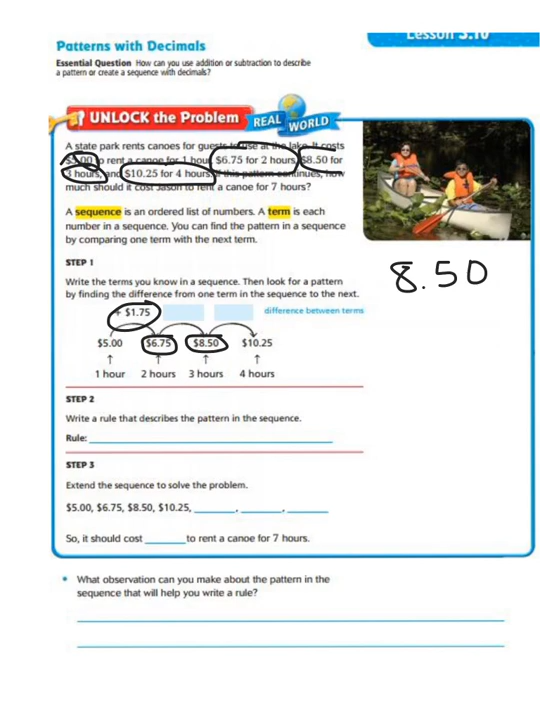 Lesson 3.10
Patterns with Decimals
Essential Question How can you use addition or subtraction to describe
a pattern or create a sequence with decimals?
UNLOCK the Problem REAL WORLD
A state park rents canoes for guests to use at the lake. It costs
$5.00 to rent a canoe for 1 hour, $6.75 for 2 hours, $8.50 for
3 hours, and $10.25 for 4 hours. If this pattern continues, how
much should it cost Jason to rent a canoe for 7 hours?
A sequence is an ordered list of numbers. A term is each
number in a sequence. You can find the pattern in a sequence
by comparing one term with the next term.
STEP 1
Write the terms you know in a sequence. Then look for a pattern
by finding the difference from one term in the sequence to the next.
8.50
+ $1.75 difference between terms
$5.00 $6.75 $8.50 $10.25
↑ ↑ ↑ ↑
1 hour 2 hours 3 hours 4 hours
STEP 2
Write a rule that describes the pattern in the sequence.
Rule:
STEP 3
Extend the sequence to solve the problem.
$5.00, $6.75, $8.50, $10.25, ______, ______, ______
So, it should cost ______ to rent a canoe for 7 hours.
• What observation can you make about the pattern in the
sequence that will help you write a rule?